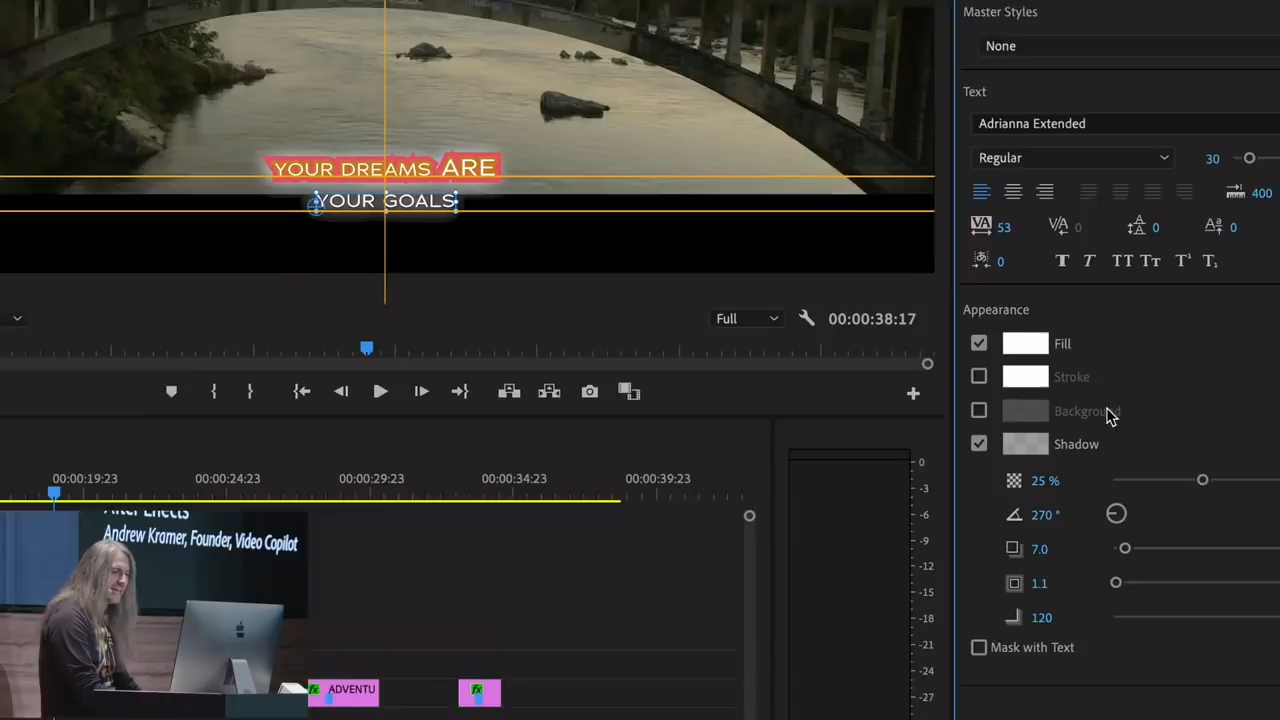 Master Styles
None
Text
Adrianna Extended
Regular
30
400
53
0
0
0
0
YOUR DREAMS ARE
YOUR GOALS
Appearance
Fill
Stroke
Background
Shadow
25 %
270 °
7.0
1.1
120
Mask with Text
Full
00:00:38:17
00:00:19:23
00:00:24:23
00:00:29:23
00:00:34:23
00:00:39:23
0
-3
-6
-9
-12
-15
-18
-21
-24
-27
After Effects
Andrew Kramer, Founder, Video Copilot
fx ADVENTU
fx